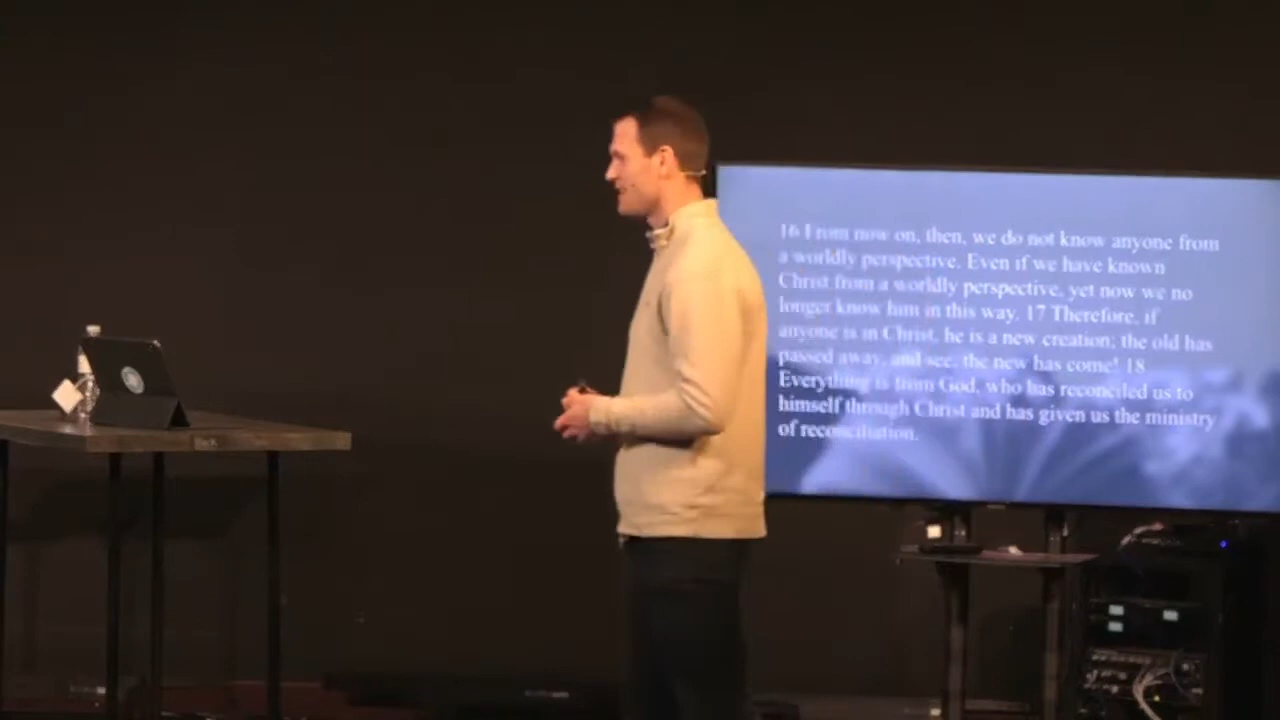 16 From now on, then, we do not know anyone from
a worldly perspective. Even if we have known
Christ from a worldly perspective, yet now we no
longer know him in this way. 17 Therefore, if
anyone is in Christ, he is a new creation; the old has
passed away, and see, the new has come! 18
Everything is from God, who has reconciled us to
himself through Christ and has given us the ministry
of reconciliation.